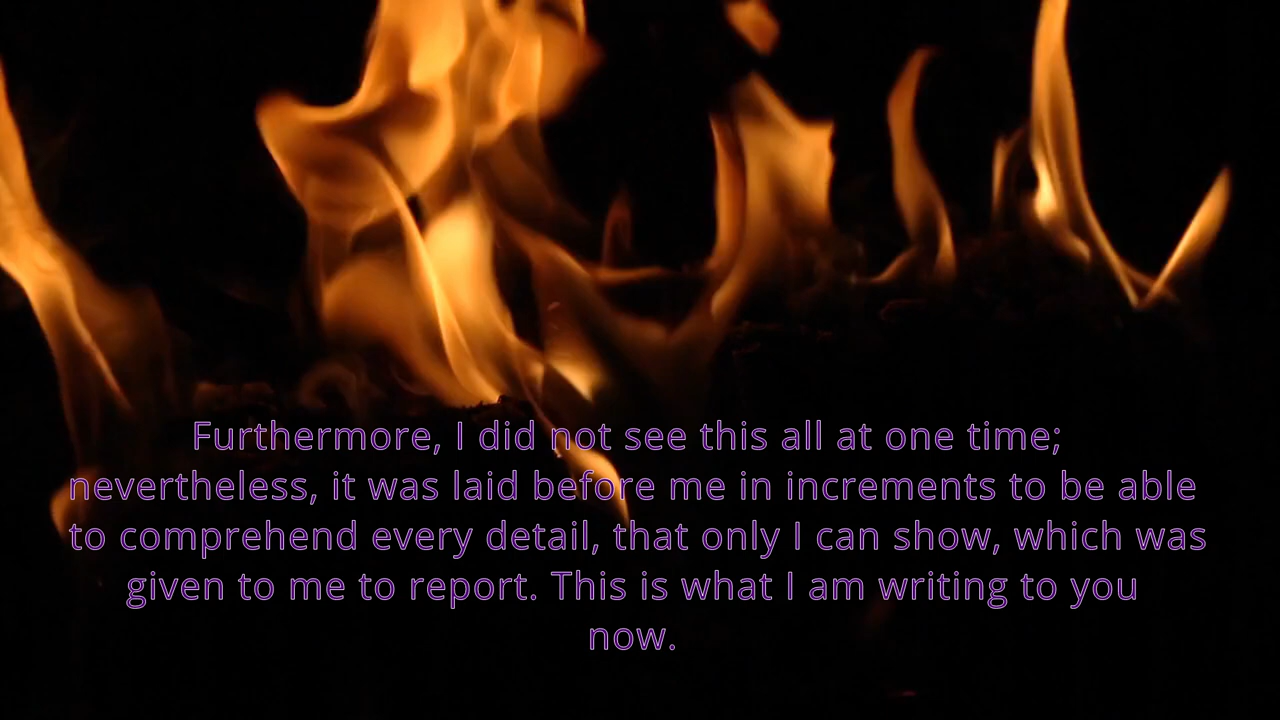 Furthermore, I did not see this all at one time;
nevertheless, it was laid before me in increments to be able
to comprehend every detail, that only I can show, which was
given to me to report. This is what I am writing to you
now.